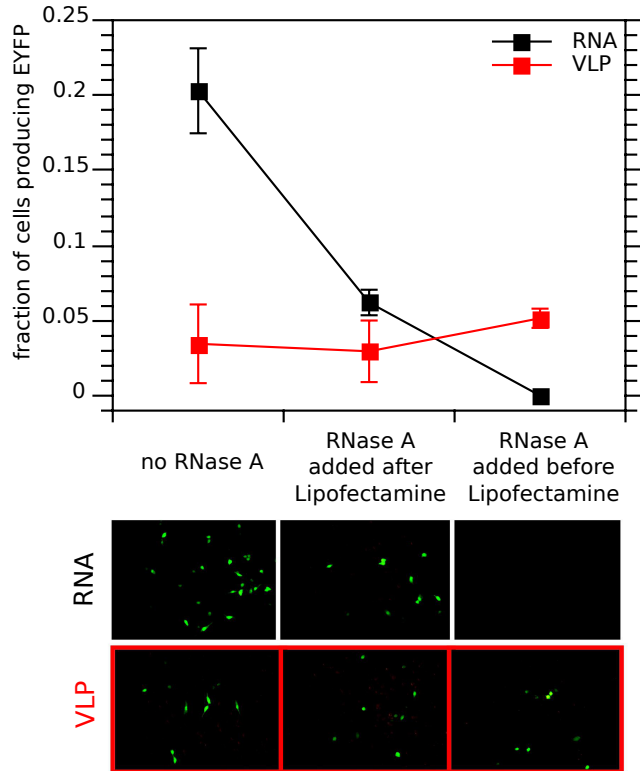 fraction of cells producing EYFP
0.25
0.2
0.15
0.1
0.05
0
RNA
VLP
no RNase A
RNase A
added after
Lipofectamine
RNase A
added before
Lipofectamine
RNA
VLP